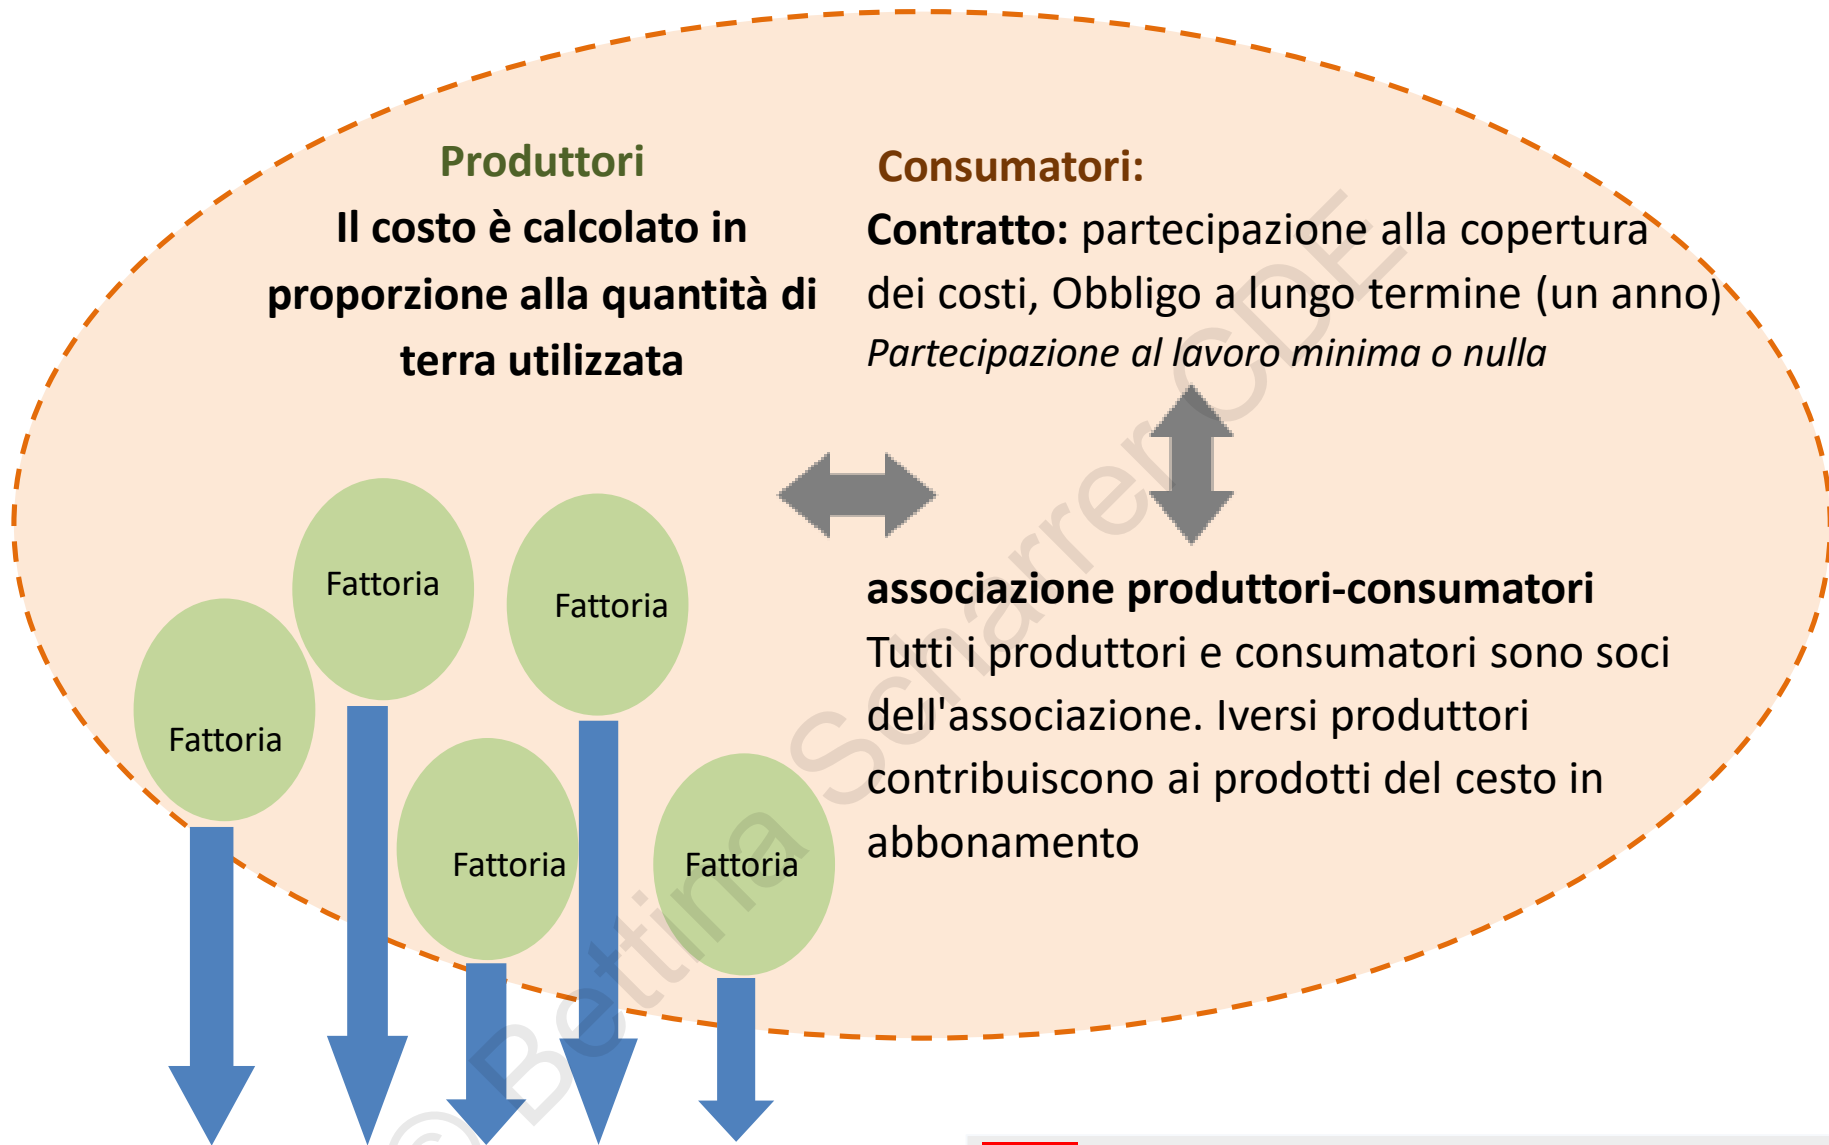 Produttori
Il costo è calcolato in
proporzione alla quantità di
terra utilizzata
Consumatori:
Contratto: partecipazione alla copertura
dei costi, Obbligo a lungo termine (un anno)
Partecipazione al lavoro minima o nulla
associazione produttori-consumatori
Tutti i produttori e consumatori sono soci
dell'associazione. Iversi produttori
contribuiscono ai prodotti del cesto in
abbonamento
Fattoria
Fattoria
Fattoria
Fattoria
Fattoria
© Bettina Scharrer CDE